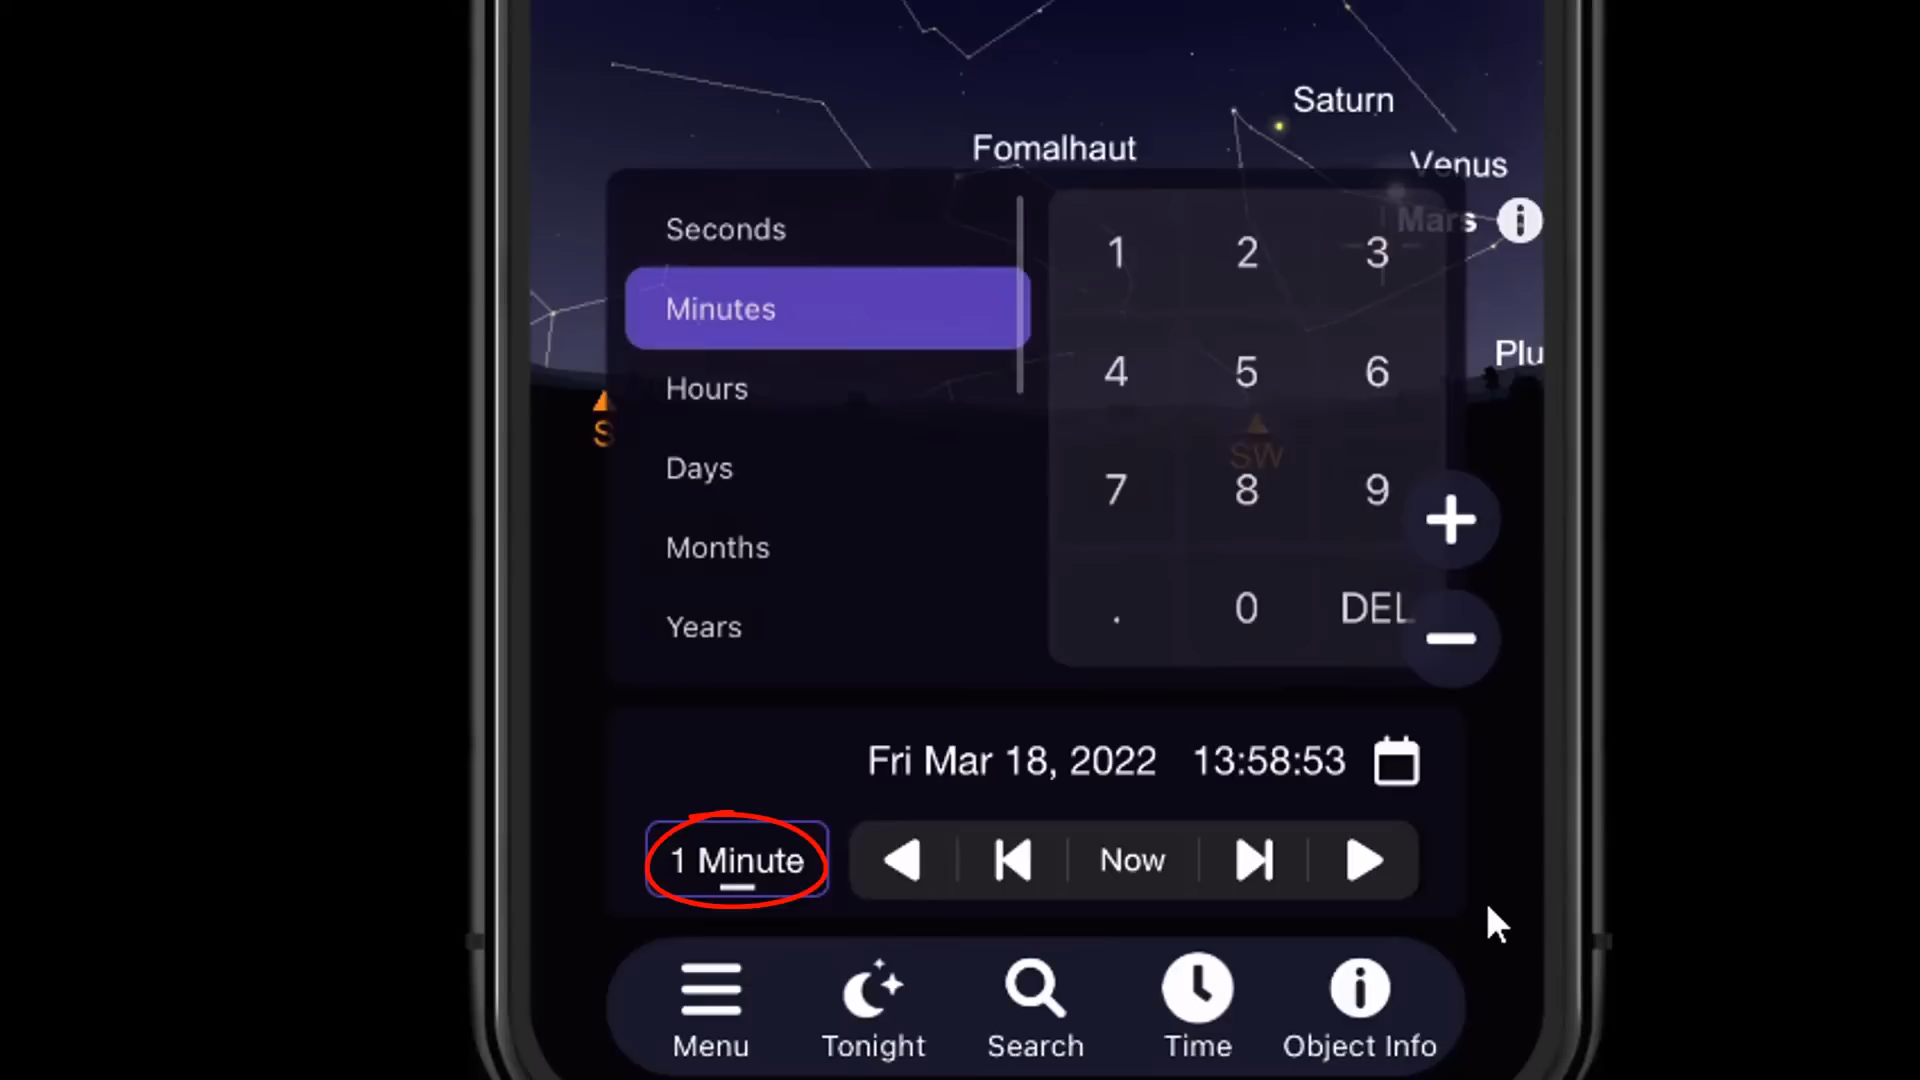 Saturn
Fomalhaut
Venus
Mars
Plu
S
SW
Seconds
Minutes
Hours
Days
Months
Years
1 2 3
4 5 6
7 8 9
. 0 DEL
Fri Mar 18, 2022 13:58:53
1 Minute
Now
Menu Tonight Search Time Object Info